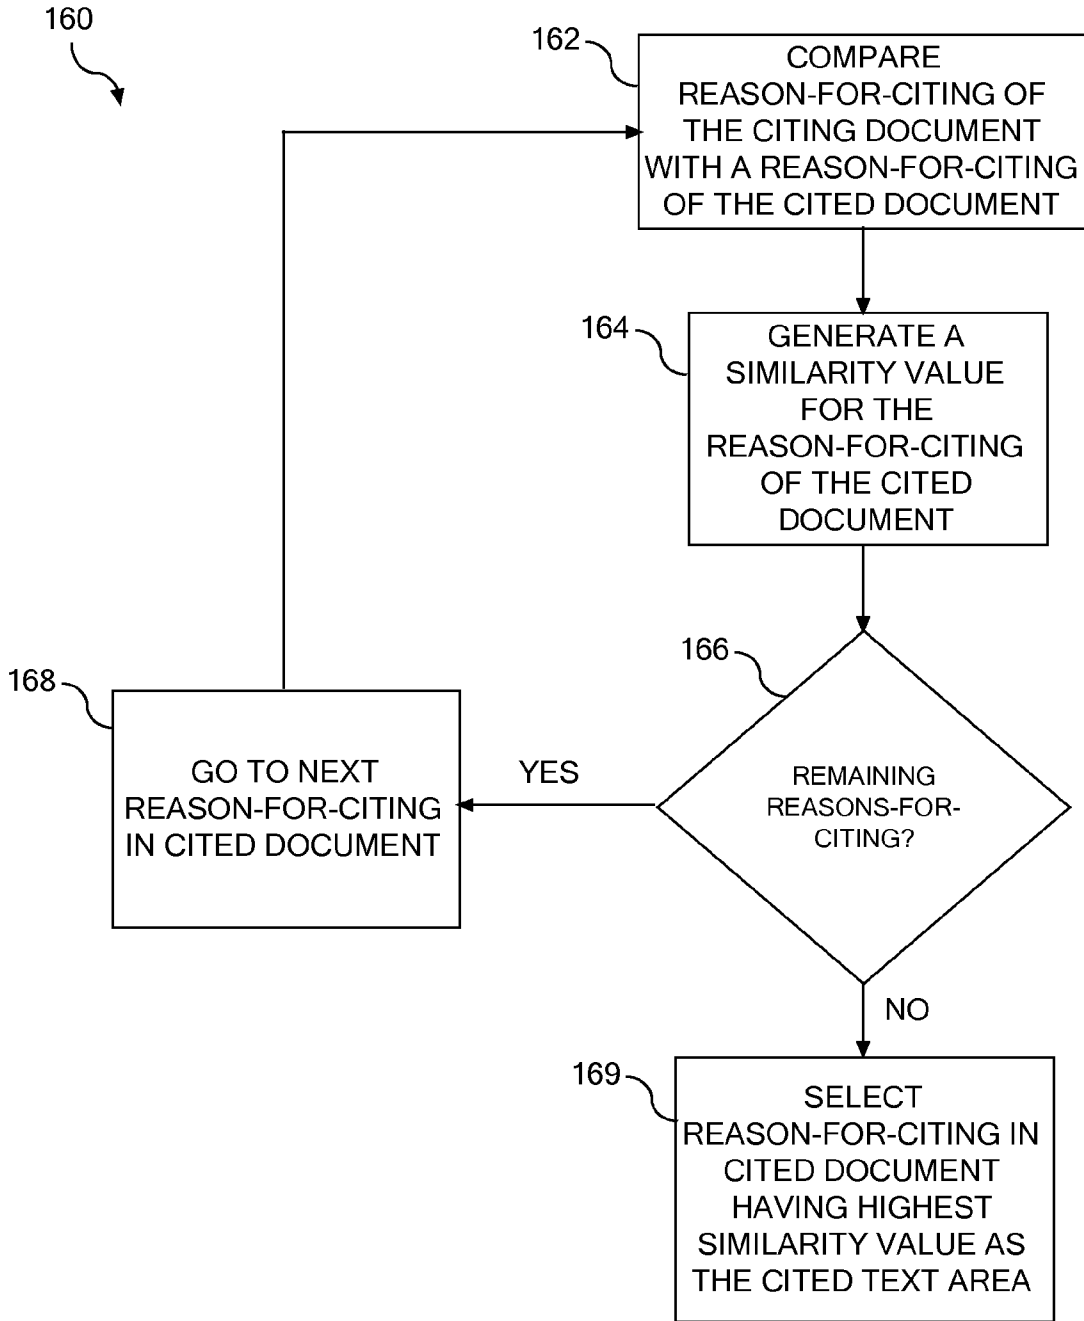 160
162
COMPARE
REASON-FOR-CITING OF
THE CITING DOCUMENT
WITH A REASON-FOR-CITING
OF THE CITED DOCUMENT
164
GENERATE A
SIMILARITY VALUE
FOR THE
REASON-FOR-CITING
OF THE CITED
DOCUMENT
166
REMAINING
REASONS-FOR-
CITING?
YES
168
GO TO NEXT
REASON-FOR-CITING
IN CITED DOCUMENT
NO
169
SELECT
REASON-FOR-CITING IN
CITED DOCUMENT
HAVING HIGHEST
SIMILARITY VALUE AS
THE CITED TEXT AREA